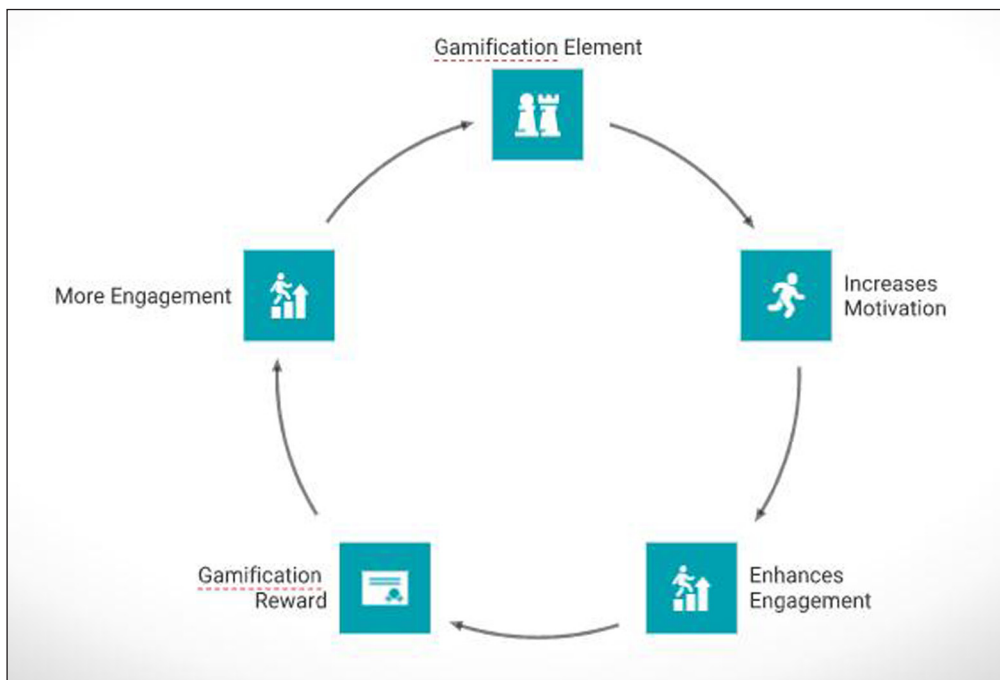 Gamification Element
Increases
Motivation
Enhances
Engagement
Gamification
Reward
More Engagement